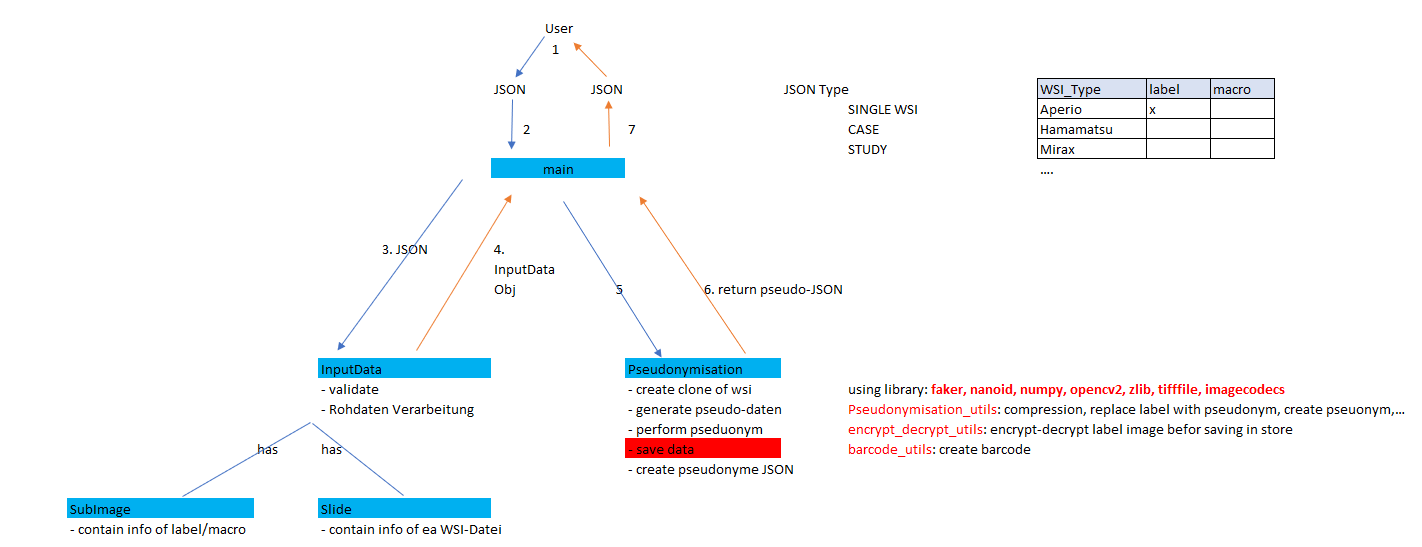 User
1
JSON
JSON
JSON Type
WSI_Type label macro
SINGLE WSI
Aperio x
2
7
CASE
Hamamatsu
STUDY
Mirax
main
....
3. JSON
4.
InputData
Obj
5
6. return pseudo-JSON
InputData
- validate
- Rohdaten Verarbeitung
Pseudonymisation
- create clone of wsi
- generate pseudo-daten
- perform pseduonym
- save data
- create pseudonyme JSON
using library: faker, nanoid, numpy, opencv2, zlib, tifffile, imagecodecs
Pseudonymisation_utils: compression, replace label with pseudonym, create pseuonym,...
encrypt_decrypt_utils: encrypt-decrypt label image befor saving in store
barcode_utils: create barcode
has
has
SubImage
- contain info of label/macro
Slide
- contain info of ea WSI-Datei